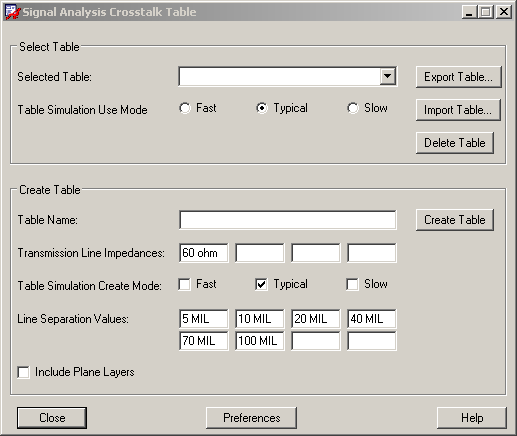 Signal Analysis Crosstalk Table
Select Table
Selected Table:
Export Table...
Table Simulation Use Mode
Fast
Typical
Slow
Import Table...
Delete Table
Create Table
Table Name:
Create Table
Transmission Line Impedances:
60 ohm
Table Simulation Create Mode:
Fast
Typical
Slow
Line Separation Values:
5 MIL
10 MIL
20 MIL
40 MIL
70 MIL
100 MIL
Include Plane Layers
Close
Preferences
Help